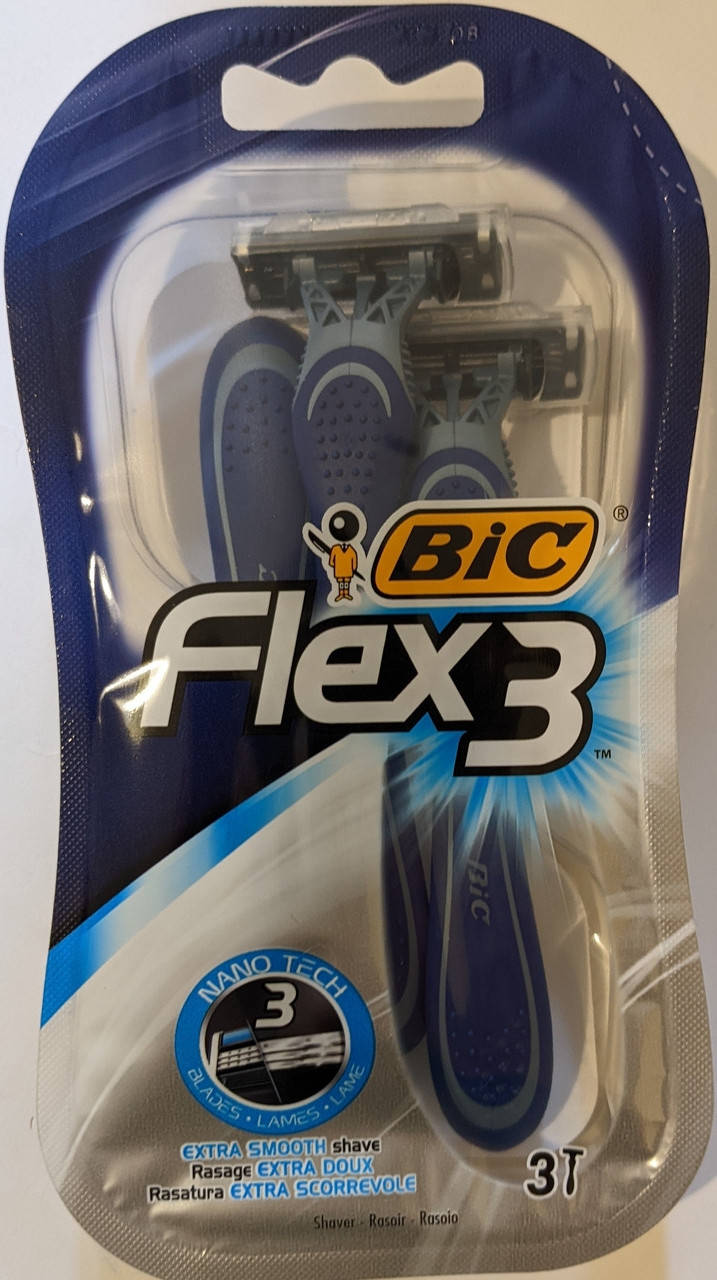 BiC®
Flex3™
BiC
NANO TECH
3
BLADES • LAMES • LAME
EXTRA SMOOTH shave
Rasage EXTRA DOUX
Rasatura EXTRA SCORREVOLE
3
Shaver - Rasoir - Rasoio